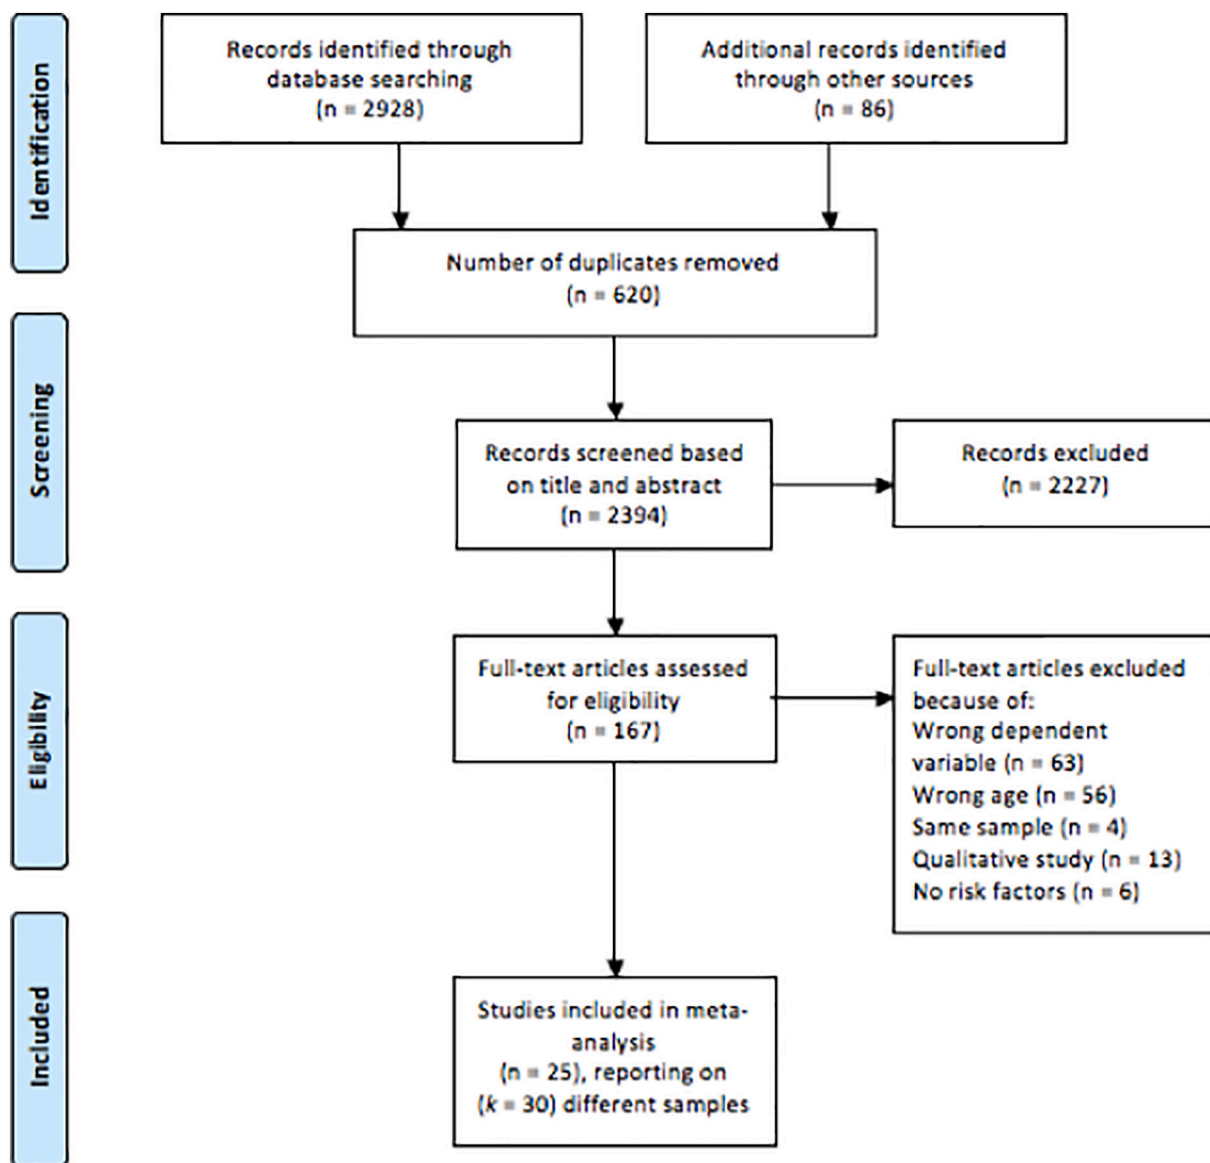 Identification
Records identified through
database searching
(n = 2928)
Additional records identified
through other sources
(n = 86)
Number of duplicates removed
(n = 620)
Screening
Records screened based
on title and abstract
(n = 2394)
Records excluded
(n = 2227)
Eligibility
Full-text articles assessed
for eligibility
(n = 167)
Full-text articles excluded
because of:
Wrong dependent
variable (n = 63)
Wrong age (n = 56)
Same sample (n = 4)
Qualitative study (n = 13)
No risk factors (n = 6)
Included
Studies included in meta-
analysis
(n = 25), reporting on
(k = 30) different samples